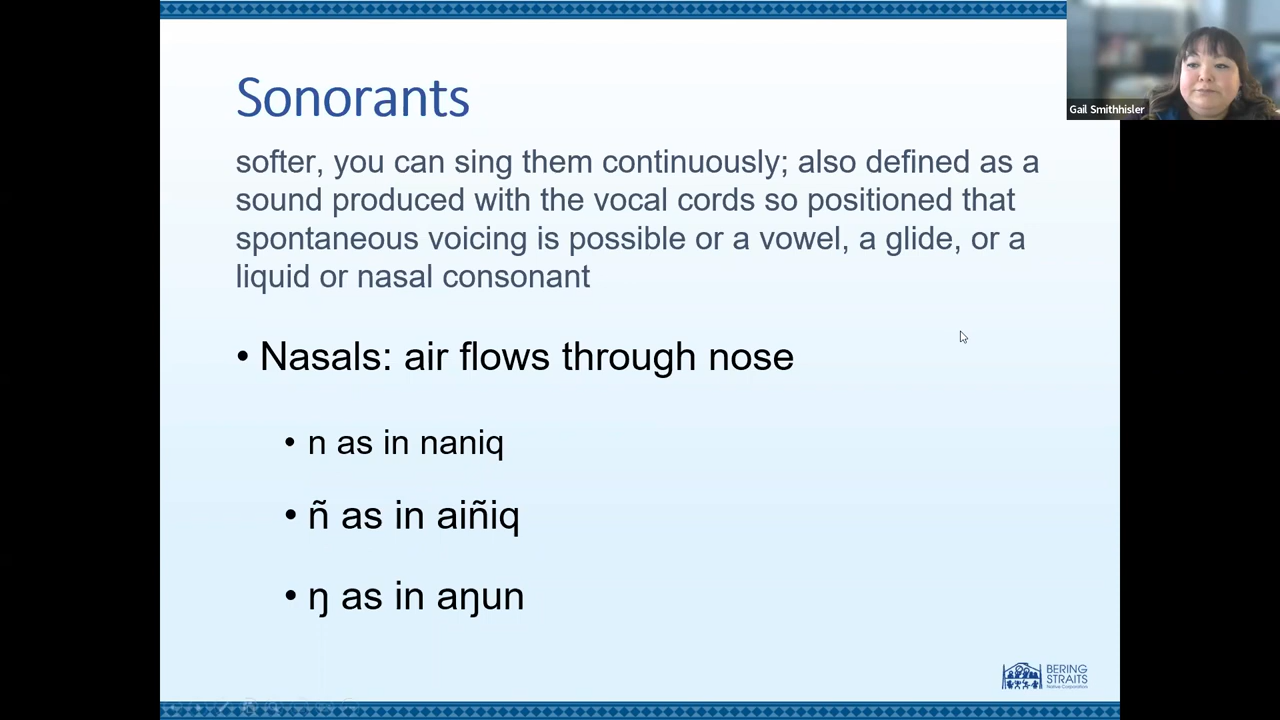 Sonorants
Gail Smithhisler
softer, you can sing them continuously; also defined as a
sound produced with the vocal cords so positioned that
spontaneous voicing is possible or a vowel, a glide, or a
liquid or nasal consonant
• Nasals: air flows through nose
• n as in naniq
• ñ as in aiñiq
• ŋ as in aŋun
BERING
STRAITS
Native Corporation